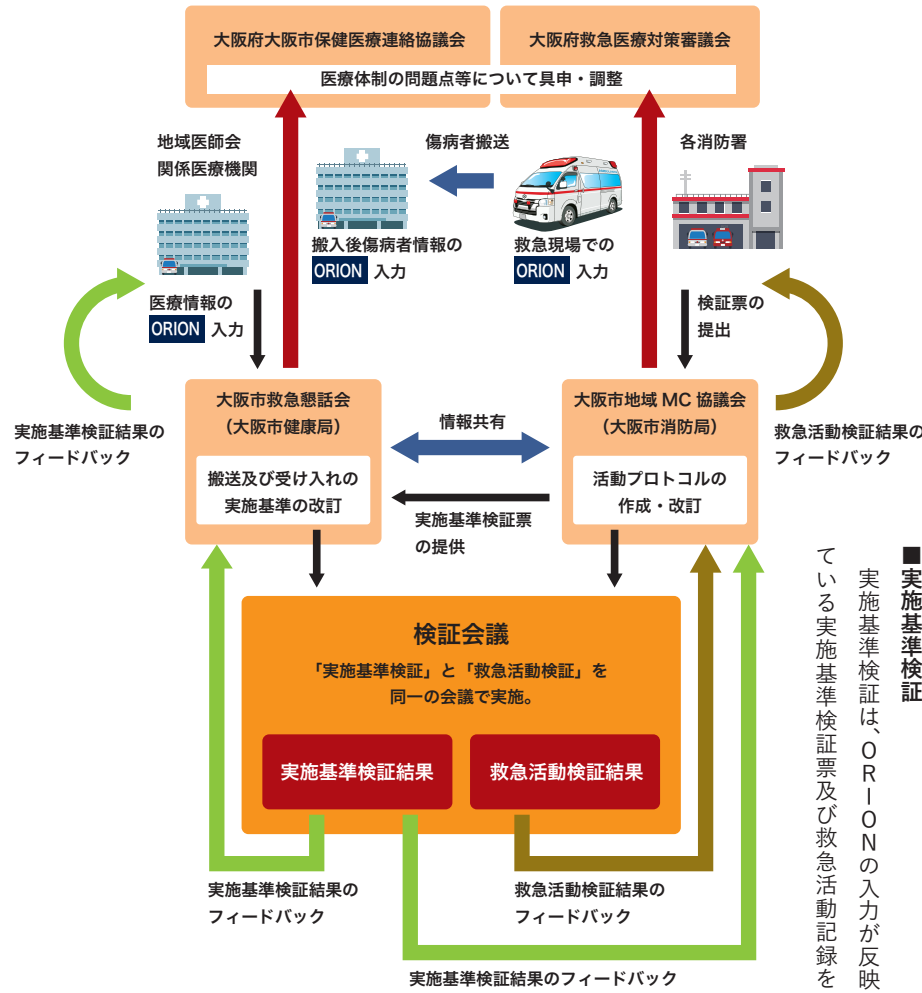 大阪府大阪市保健医療連絡協議会
大阪府救急医療対策審議会
医療体制の問題点等について具申・調整
地域医師会
関係医療機関
傷病者搬送
各消防署
搬入後傷病者情報の
ORION 入力
救急現場での
ORION 入力
医療情報の
ORION 入力
検証票の
提出
実施基準検証結果の
フィードバック
大阪市救急懇話会
（大阪市健康局）
搬送及び受け入れの
実施基準の改訂
情報共有
実施基準検証票
の提供
大阪市地域 MC 協議会
（大阪市消防局）
活動プロトコルの
作成・改訂
救急活動検証結果の
フィードバック
検証会議
「実施基準検証」と「救急活動検証」を
同一の会議で実施。
実施基準検証結果
救急活動検証結果
実施基準検証結果の
フィードバック
救急活動検証結果の
フィードバック
実施基準検証結果のフィードバック
■実施基準検証
実施基準検証は、ORIONの入力が反映
ている実施基準検証票及び救急活動記録を